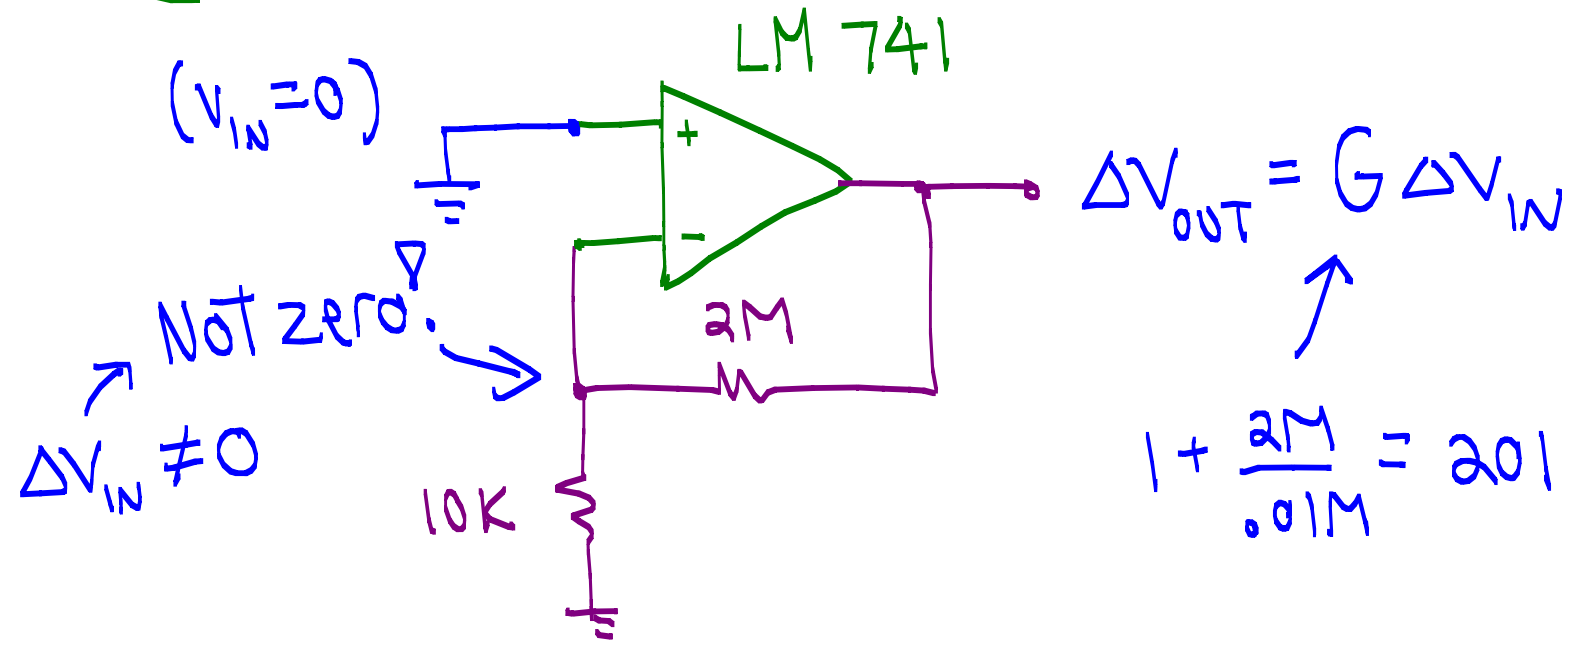 LM 741
(V_IN = 0)
+
−
ΔV_OUT = G ΔV_IN
Not zero!
2M
ΔV_IN ≠ 0
10K
1 + 2M/.01M = 201